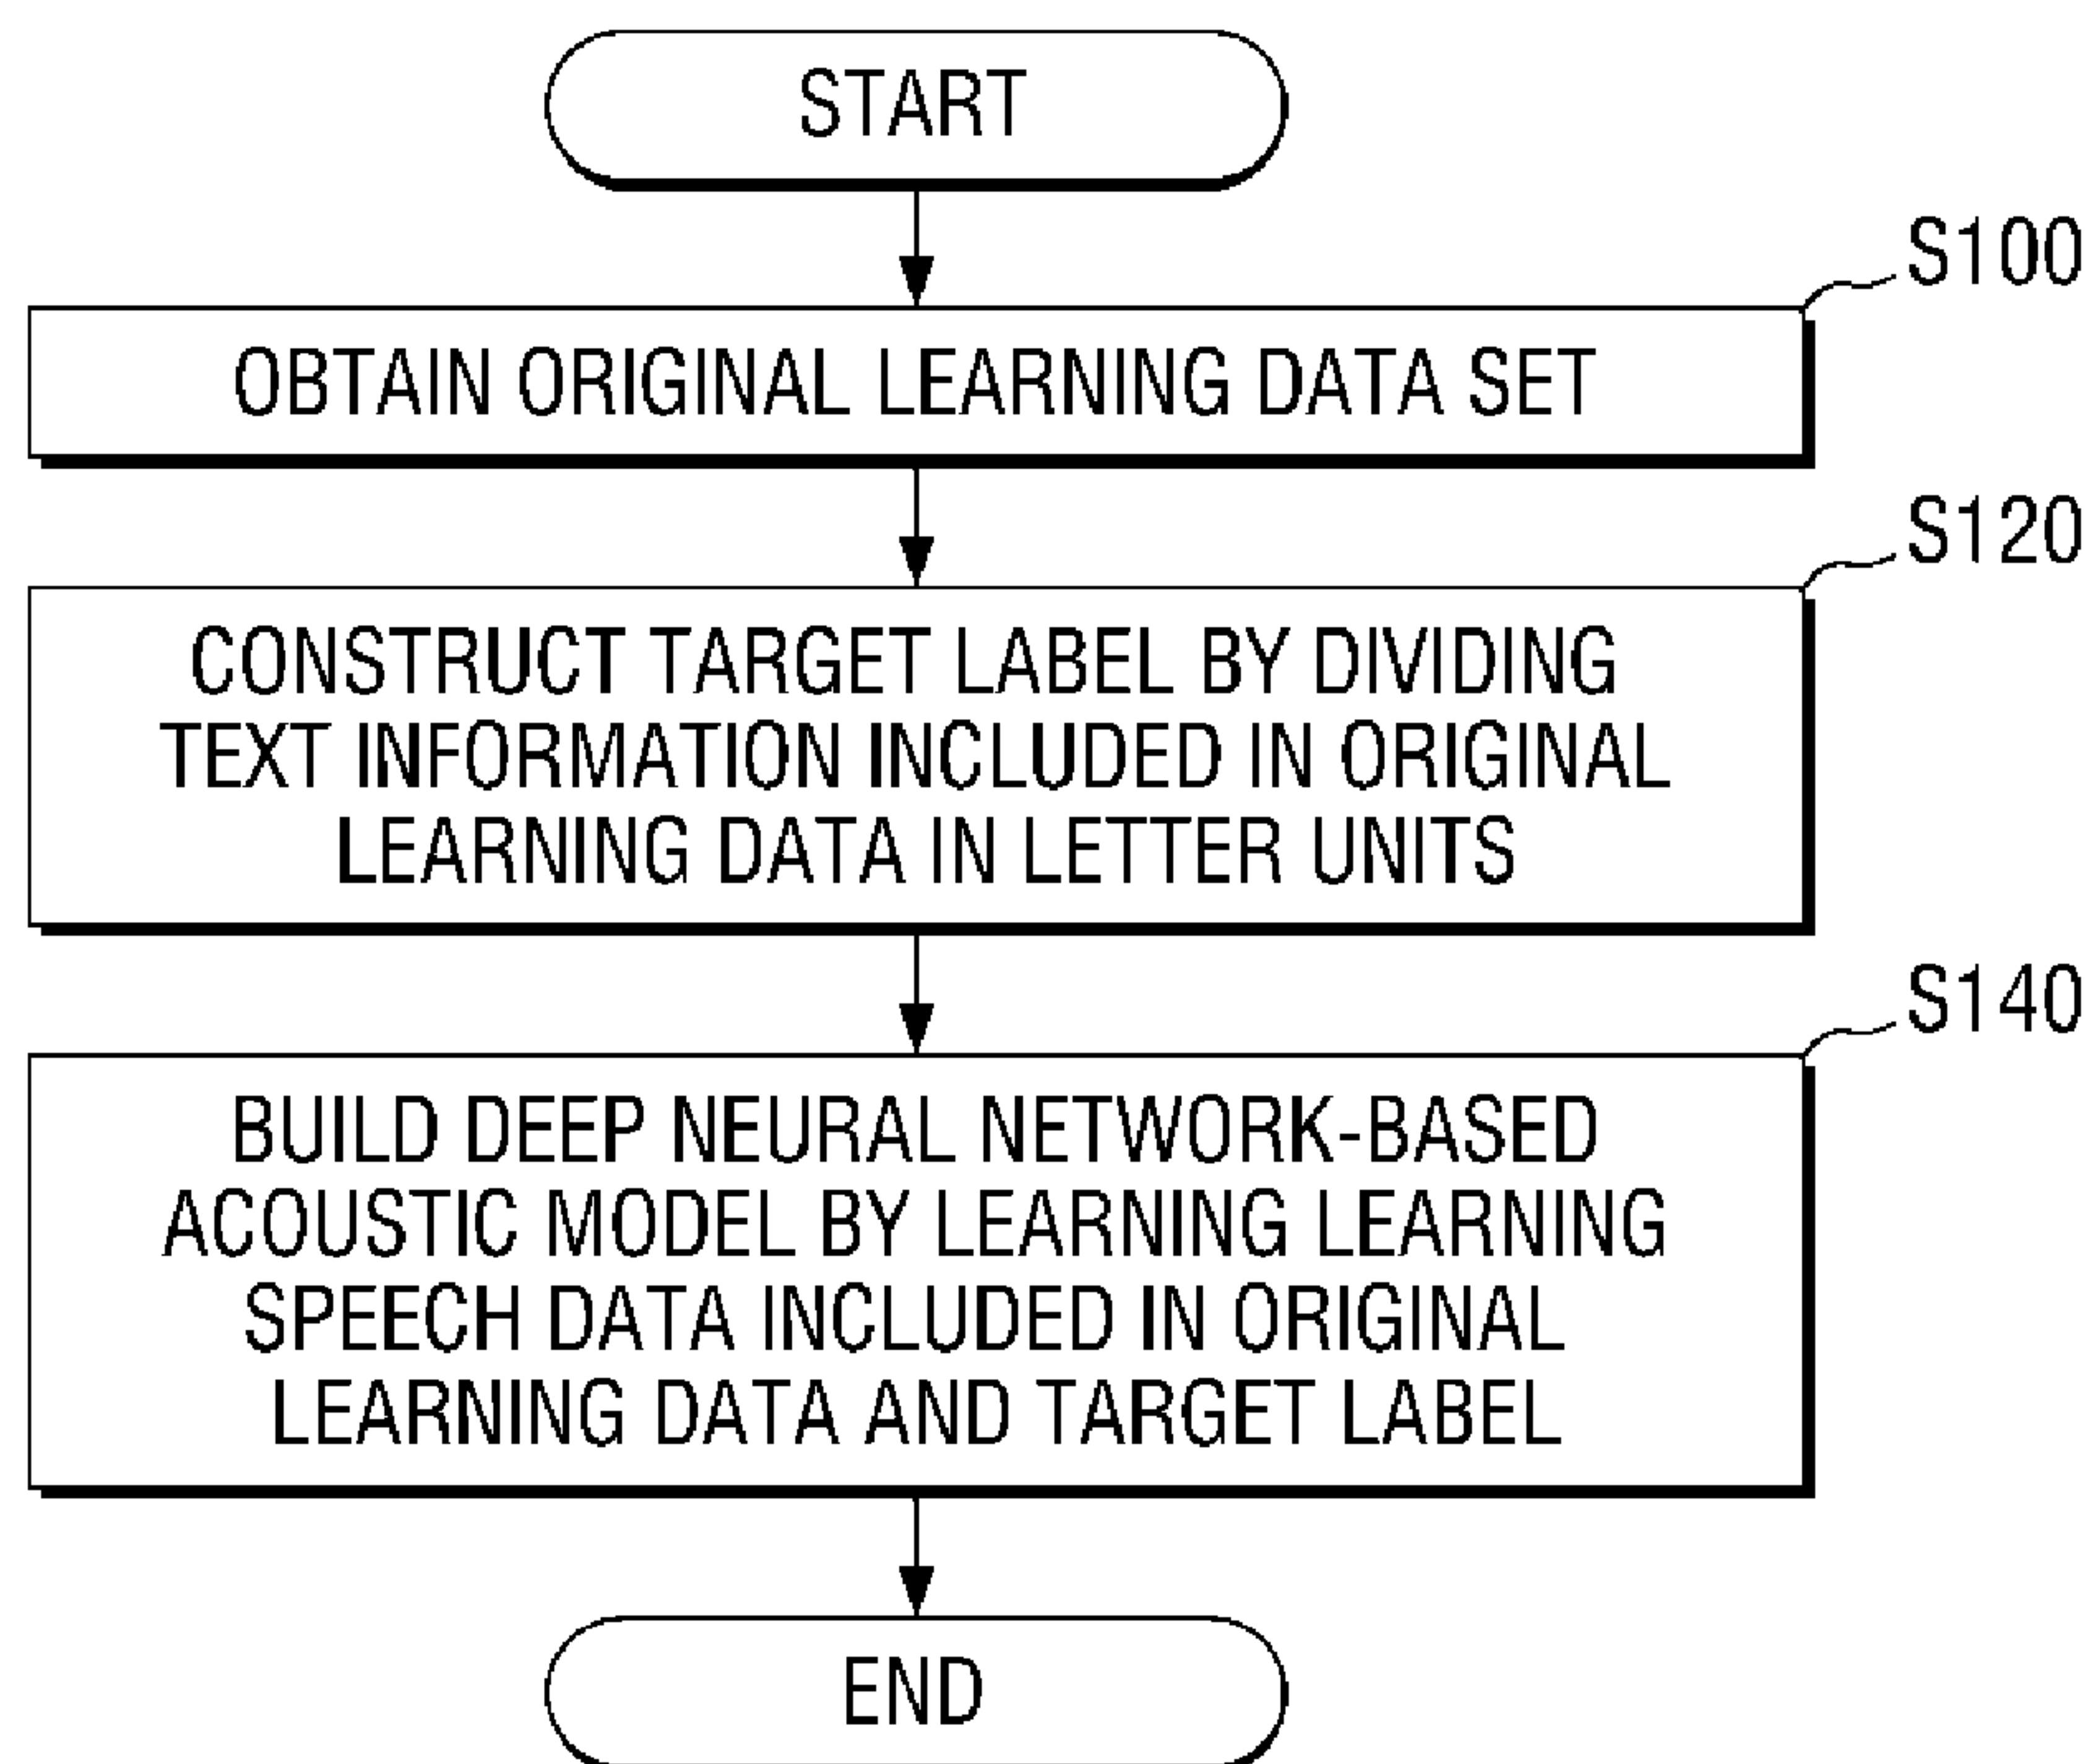 START
S100
OBTAIN ORIGINAL LEARNING DATA SET
S120
CONSTRUCT TARGET LABEL BY DIVIDING
TEXT INFORMATION INCLUDED IN ORIGINAL
LEARNING DATA IN LETTER UNITS
S140
BUILD DEEP NEURAL NETWORK-BASED
ACOUSTIC MODEL BY LEARNING LEARNING
SPEECH DATA INCLUDED IN ORIGINAL
LEARNING DATA AND TARGET LABEL
END